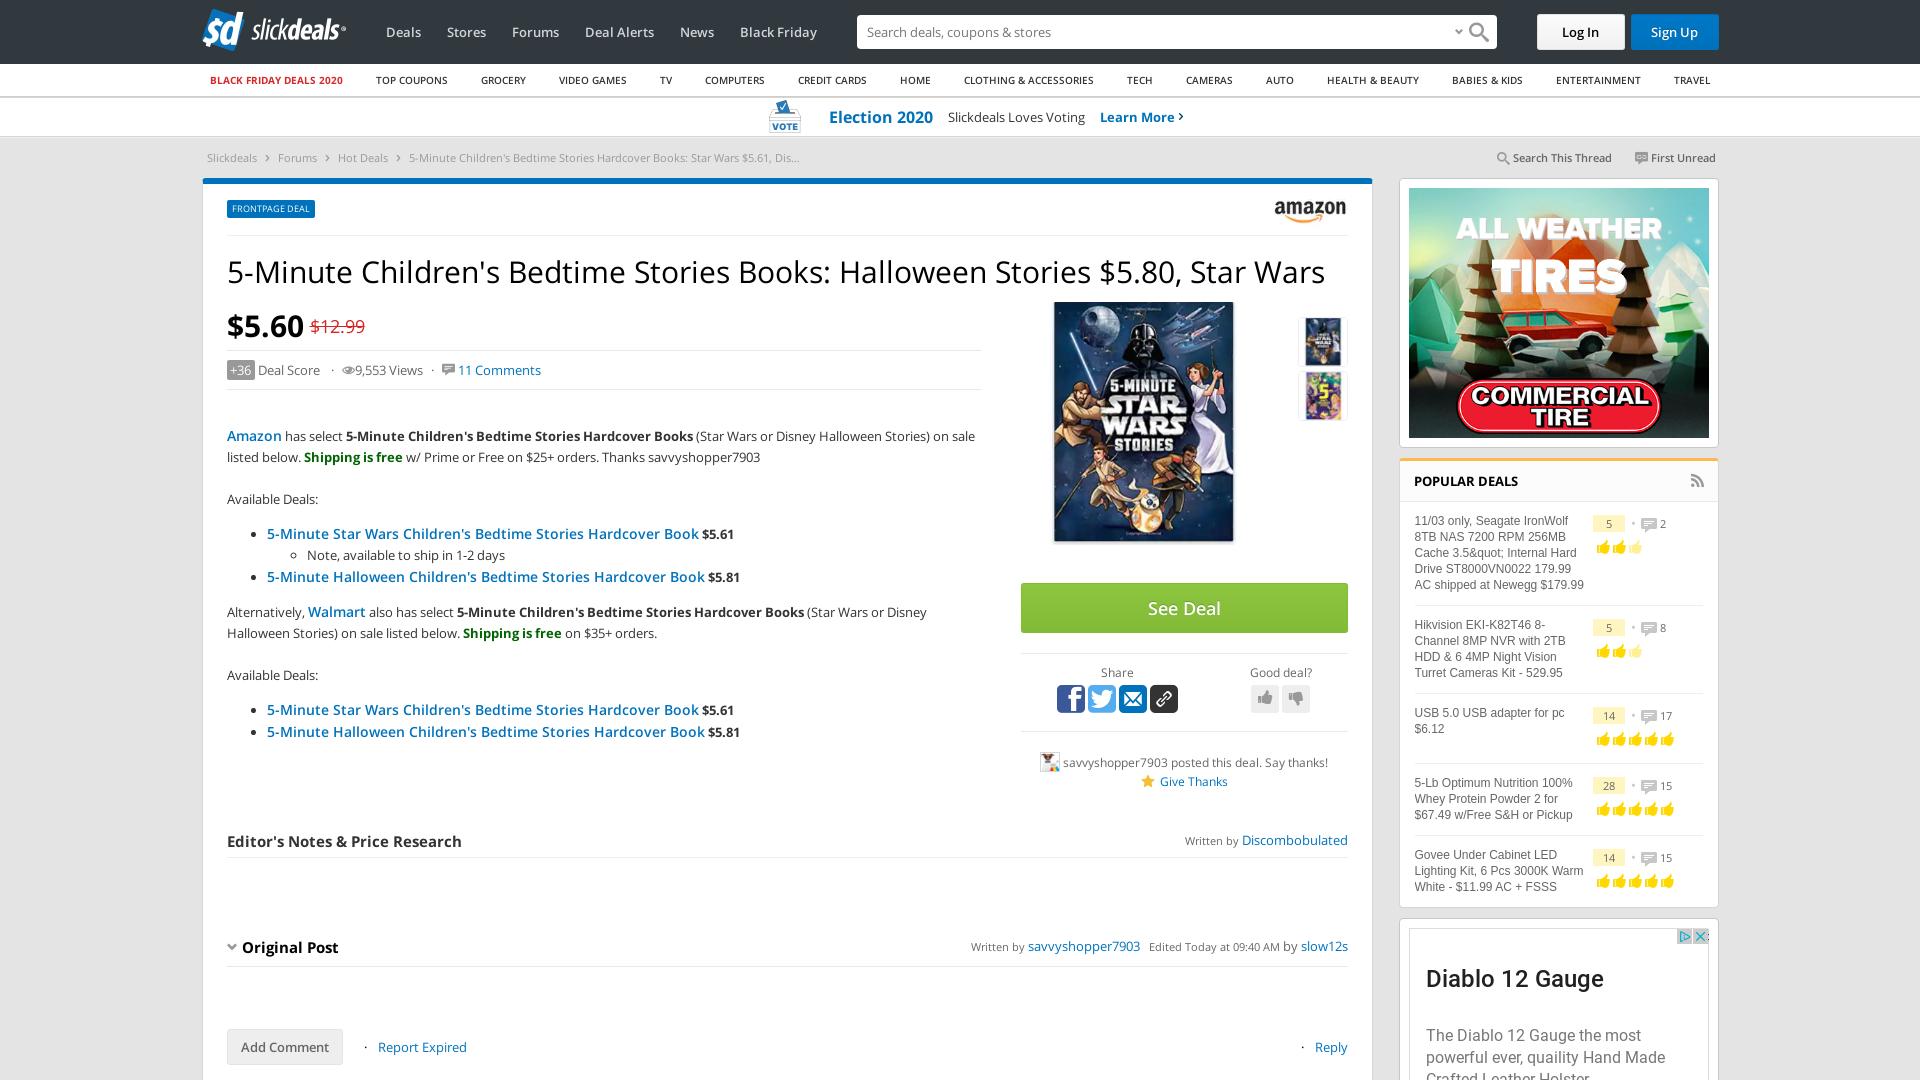 slickdeals
Deals Stores Forums Deal Alerts News Black Friday
Search deals, coupons & shopping
Log In Sign Up
BLACK FRIDAY DEALS 2020 TOP COUPONS GROCERY VIDEO GAMES TV COMPUTERS CREDIT CARDS HOME CLOTHING & ACCESSORIES TECH CAMERAS AUTO HEALTH & BEAUTY BABIES & KIDS ENTERTAINMENT TRAVEL
VOTE Election 2020 Slickdeals Loves Voting Learn More
Slickdeals > Forums > Hot Deals > 5-Minute Children's Bedtime Stories Hardcover Books: Star Wars $5.61, Dis...
Search This Thread First Unread
FRONTPAGE DEAL
amazon
5-Minute Children's Bedtime Stories Books: Halloween Stories $5.80, Star Wars
$5.60 $12.99
+36 Deal Score · 9,553 Views · 11 Comments
Amazon has select 5-Minute Children's Bedtime Stories Hardcover Books (Star Wars or Disney Halloween Stories) on sale
listed below. Shipping is free w/ Prime or Free on $25+ orders. Thanks savvyshopper7903
Available Deals:
5-Minute Star Wars Children's Bedtime Stories Hardcover Book $5.61
Note, available to ship in 1-2 days
5-Minute Halloween Children's Bedtime Stories Hardcover Book $5.81
Alternatively, Walmart also has select 5-Minute Children's Bedtime Stories Hardcover Books (Star Wars or Disney
Halloween Stories) on sale listed below. Shipping is free on $35+ orders.
Available Deals:
5-Minute Star Wars Children's Bedtime Stories Hardcover Book $5.61
5-Minute Halloween Children's Bedtime Stories Hardcover Book $5.81
5-MINUTE
STAR
WARS
STORIES
See Deal
Share
Good deal?
savvyshopper7903 posted this deal. Say thanks!
Give Thanks
Editor's Notes & Price Research
Written by Discombobulated
Original Post
Written by savvyshopper7903 Edited Today at 09:40 AM by slow12s
Add Comment · Report Expired
· Reply
ALL WEATHER
TIRES
COMMERCIAL
TIRE
POPULAR DEALS
11/03 only, Seagate IronWolf
8TB NAS 7200 RPM 256MB
Cache 3.5&quot; Internal Hard
Drive ST8000VN0022 179.99
AC shipped at Newegg $179.99
5 • 2
Hikvision EKI-K82T46 8-
Channel 8MP NVR with 2TB
HDD & 6 4MP Night Vision
Turret Cameras Kit - 529.95
5 • 8
USB 5.0 USB adapter for pc
$6.12
14 • 17
5-Lb Optimum Nutrition 100%
Whey Protein Powder 2 for
$67.49 w/Free S&H or Pickup
28 • 15
Govee Under Cabinet LED
Lighting Kit, 6 Pcs 3000K Warm
White - $11.99 AC + FSSS
14 • 15
Diablo 12 Gauge
The Diablo 12 Gauge the most
powerful ever, quaility Hand Made
Crafted Leather Holster